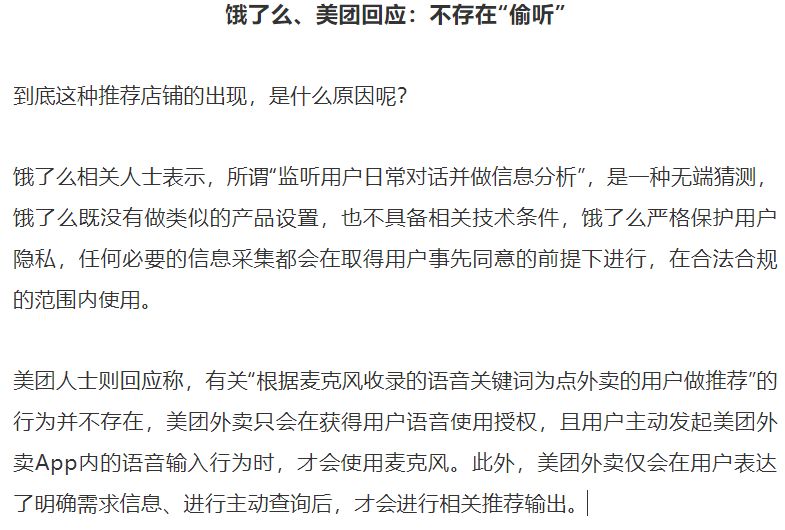 饿了么、美团回应：不存在“偷听”
到底这种推荐店铺的出现，是什么原因呢？
饿了么相关人士表示，所谓“监听用户日常对话并做信息分析”，是一种无端猜测，
饿了么既没有做类似的产品设置，也不具备相关技术条件，饿了么严格保护用户
隐私，任何必要的信息采集都会在取得用户事先同意的前提下进行，在合法合规
的范围内使用。
美团人士则回应称，有关“根据麦克风收录的语音关键词为点外卖的用户做推荐”的
行为并不存在，美团外卖只会在获得用户语音使用授权，且用户主动发起美团外
卖App内的语音输入行为时，才会使用麦克风。此外，美团外卖仅会在用户表达
了明确需求信息、进行主动查询后，才会进行相关推荐输出。